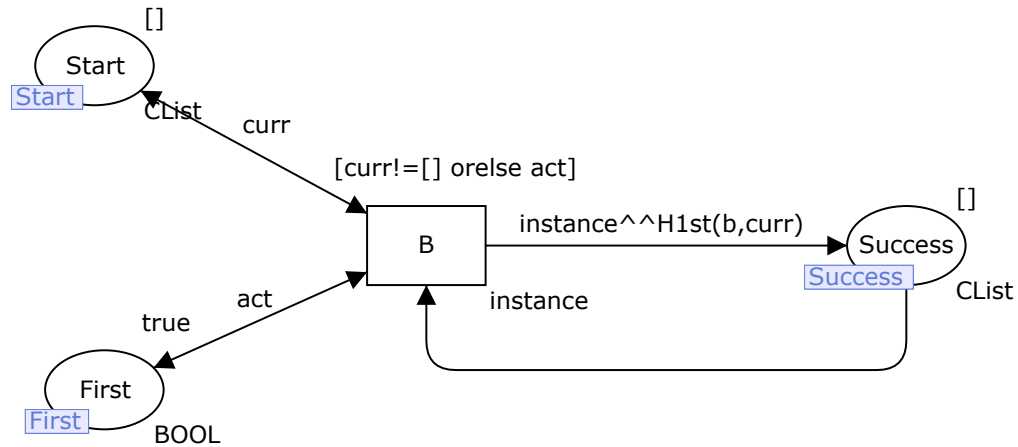 []
Start
Start
CList
curr
[curr!=[] orelse act]
instance^^H1st(b,curr)
[]
B
Success
Success
instance
CList
act
true
First
First
BOOL